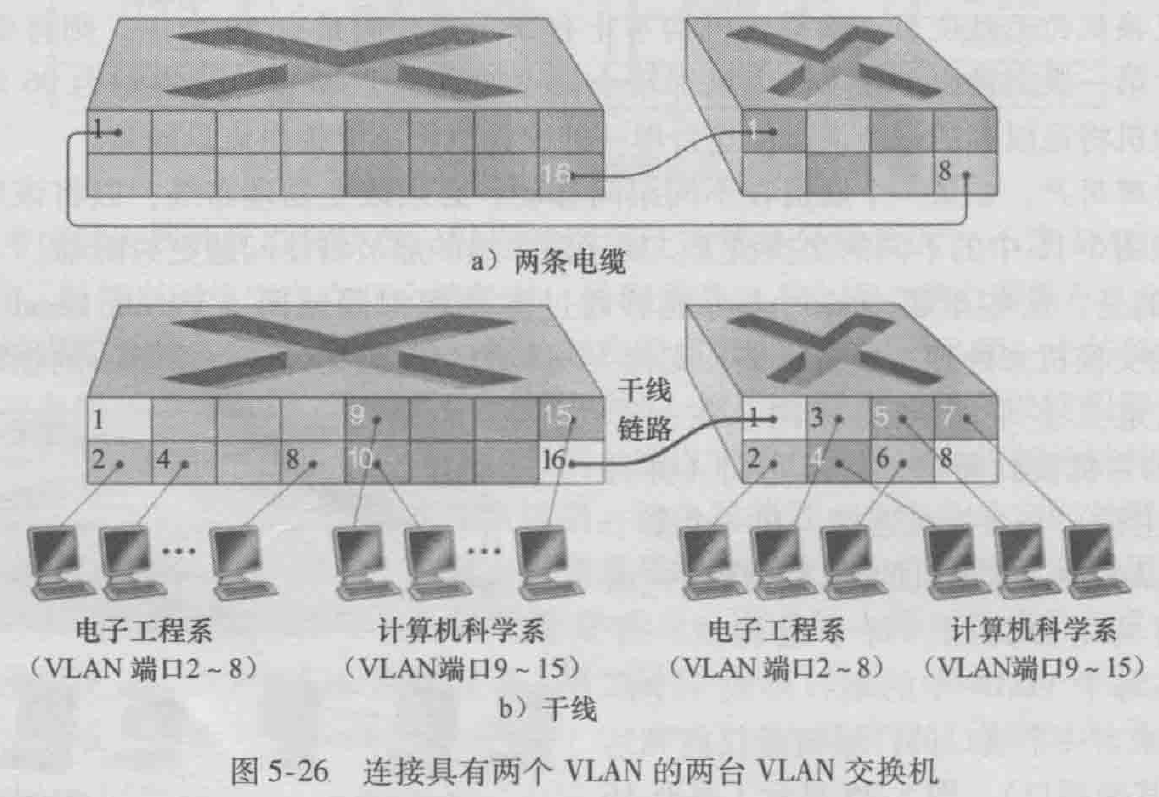 1
16
1
8
a）两条电缆
1 9 15
2 4 8 10 16
干线
链路
1 3 5 7
2 4 6 8
... ...
电子工程系 计算机科学系 电子工程系 计算机科学系
（VLAN 端口2～8） （VLAN端口9～15） （VLAN 端口2～8） （VLAN端口9～15）
b）干线
图 5-26 连接具有两个 VLAN 的两台 VLAN 交换机